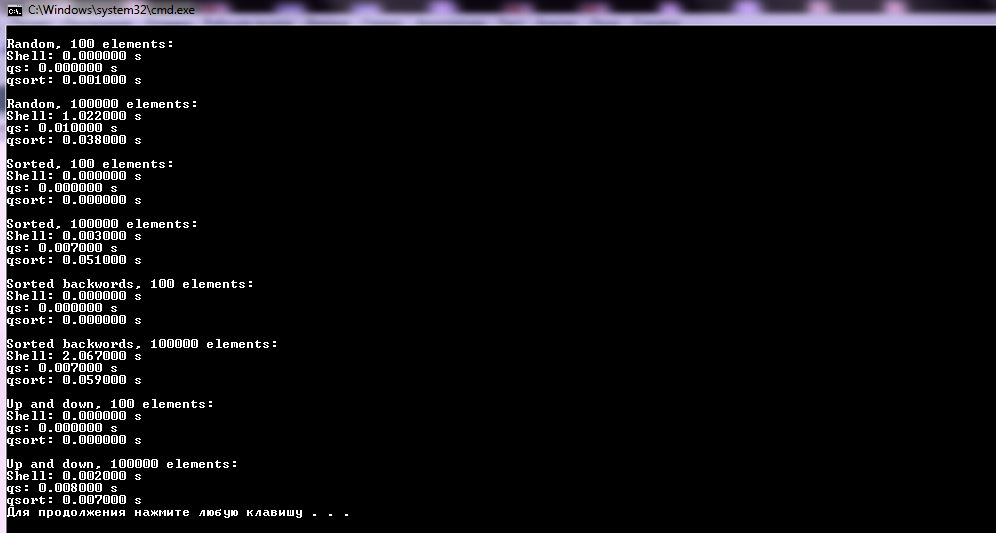 C:\Windows\system32\cmd.exe
Random, 100 elements:
Shell: 0.000000 s
qs: 0.000000 s
qsort: 0.001000 s
Random, 100000 elements:
Shell: 1.022000 s
qs: 0.010000 s
qsort: 0.038000 s
Sorted, 100 elements:
Shell: 0.000000 s
qs: 0.000000 s
qsort: 0.000000 s
Sorted, 100000 elements:
Shell: 0.003000 s
qs: 0.007000 s
qsort: 0.051000 s
Sorted backwords, 100 elements:
Shell: 0.000000 s
qs: 0.000000 s
qsort: 0.000000 s
Sorted backwords, 100000 elements:
Shell: 2.067000 s
qs: 0.007000 s
qsort: 0.059000 s
Up and down, 100 elements:
Shell: 0.000000 s
qs: 0.000000 s
qsort: 0.000000 s
Up and down, 100000 elements:
Shell: 0.002000 s
qs: 0.008000 s
qsort: 0.007000 s
Для продолжения нажмите любую клавишу . . .